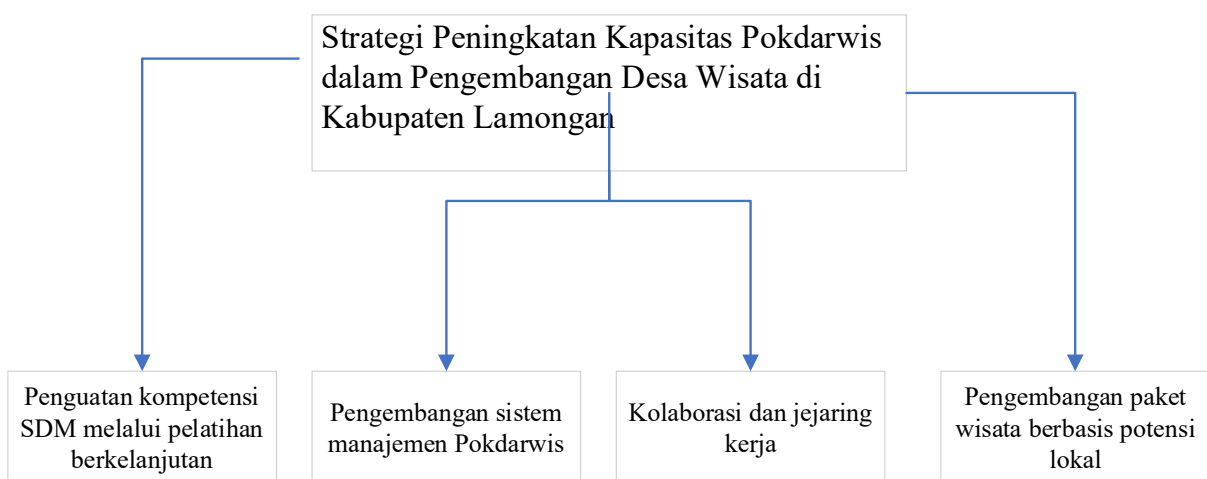 Strategi Peningkatan Kapasitas Pokdarwis
dalam Pengembangan Desa Wisata di
Kabupaten Lamongan
Penguatan kompetensi
SDM melalui pelatihan
berkelanjutan
Pengembangan sistem
manajemen Pokdarwis
Kolaborasi dan jejaring
kerja
Pengembangan paket
wisata berbasis potensi
lokal